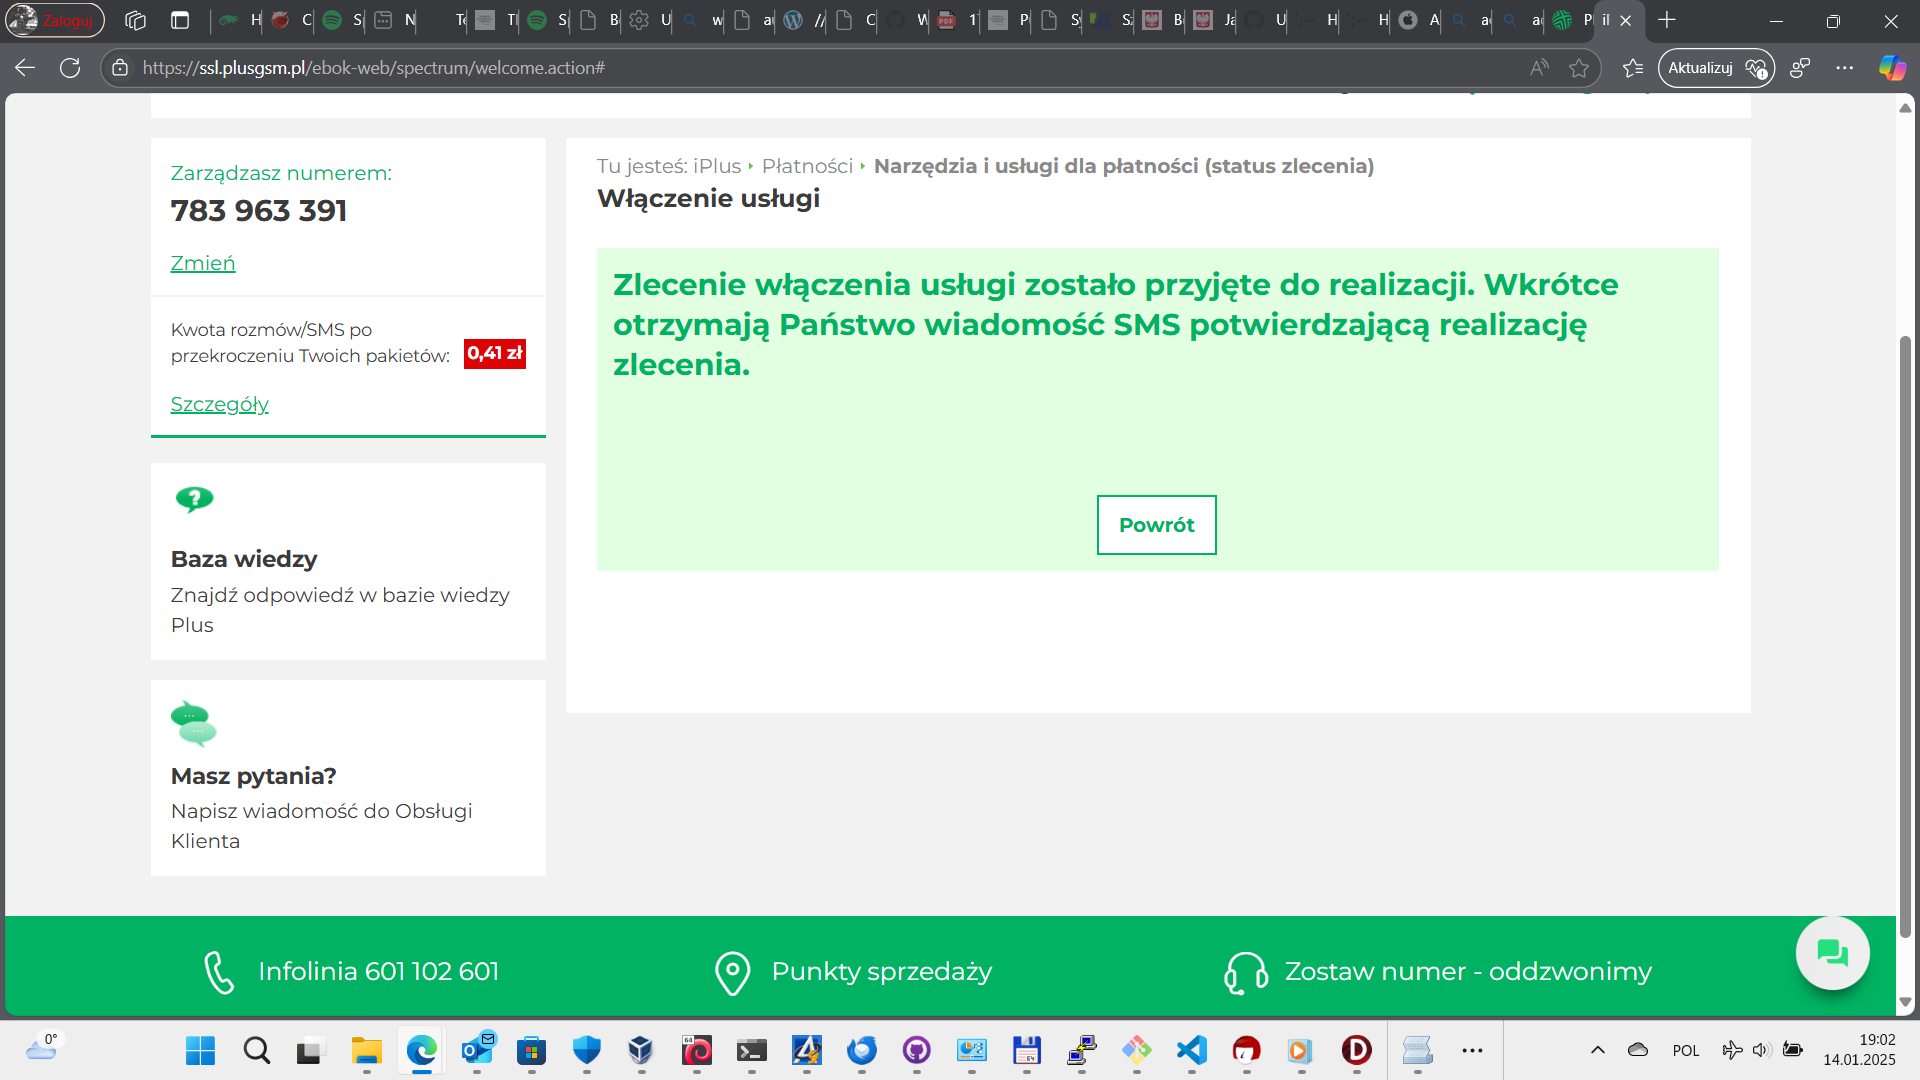 Zaloguj
https://ssl.plusgsm.pl/ebok-web/spectrum/welcome.action#
Aktualizuj
Zarządzasz numerem:
783 963 391
Zmień
Kwota rozmów/SMS po
przekroczeniu Twoich pakietów: 0,41 zł
Szczegóły
Baza wiedzy
Znajdź odpowiedź w bazie wiedzy
Plus
Masz pytania?
Napisz wiadomość do Obsługi
Klienta
Tu jesteś: iPlus Płatności Narzędzia i usługi dla płatności (status zlecenia)
Włączenie usługi
Zlecenie włączenia usługi zostało przyjęte do realizacji. Wkrótce
otrzymają Państwo wiadomość SMS potwierdzającą realizację
zlecenia.
Powrót
Infolinia 601 102 601
Punkty sprzedaży
Zostaw numer - oddzwonimy
0°
POL
19:02
14.01.2025